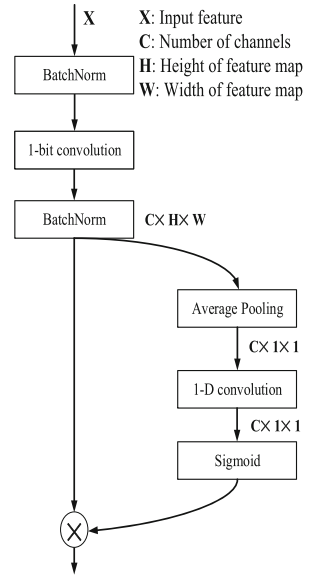 X
X: Input feature
C: Number of channels
H: Height of feature map
W: Width of feature map
BatchNorm
1-bit convolution
BatchNorm
C× H× W
Average Pooling
C× 1× 1
1-D convolution
C× 1× 1
Sigmoid
×